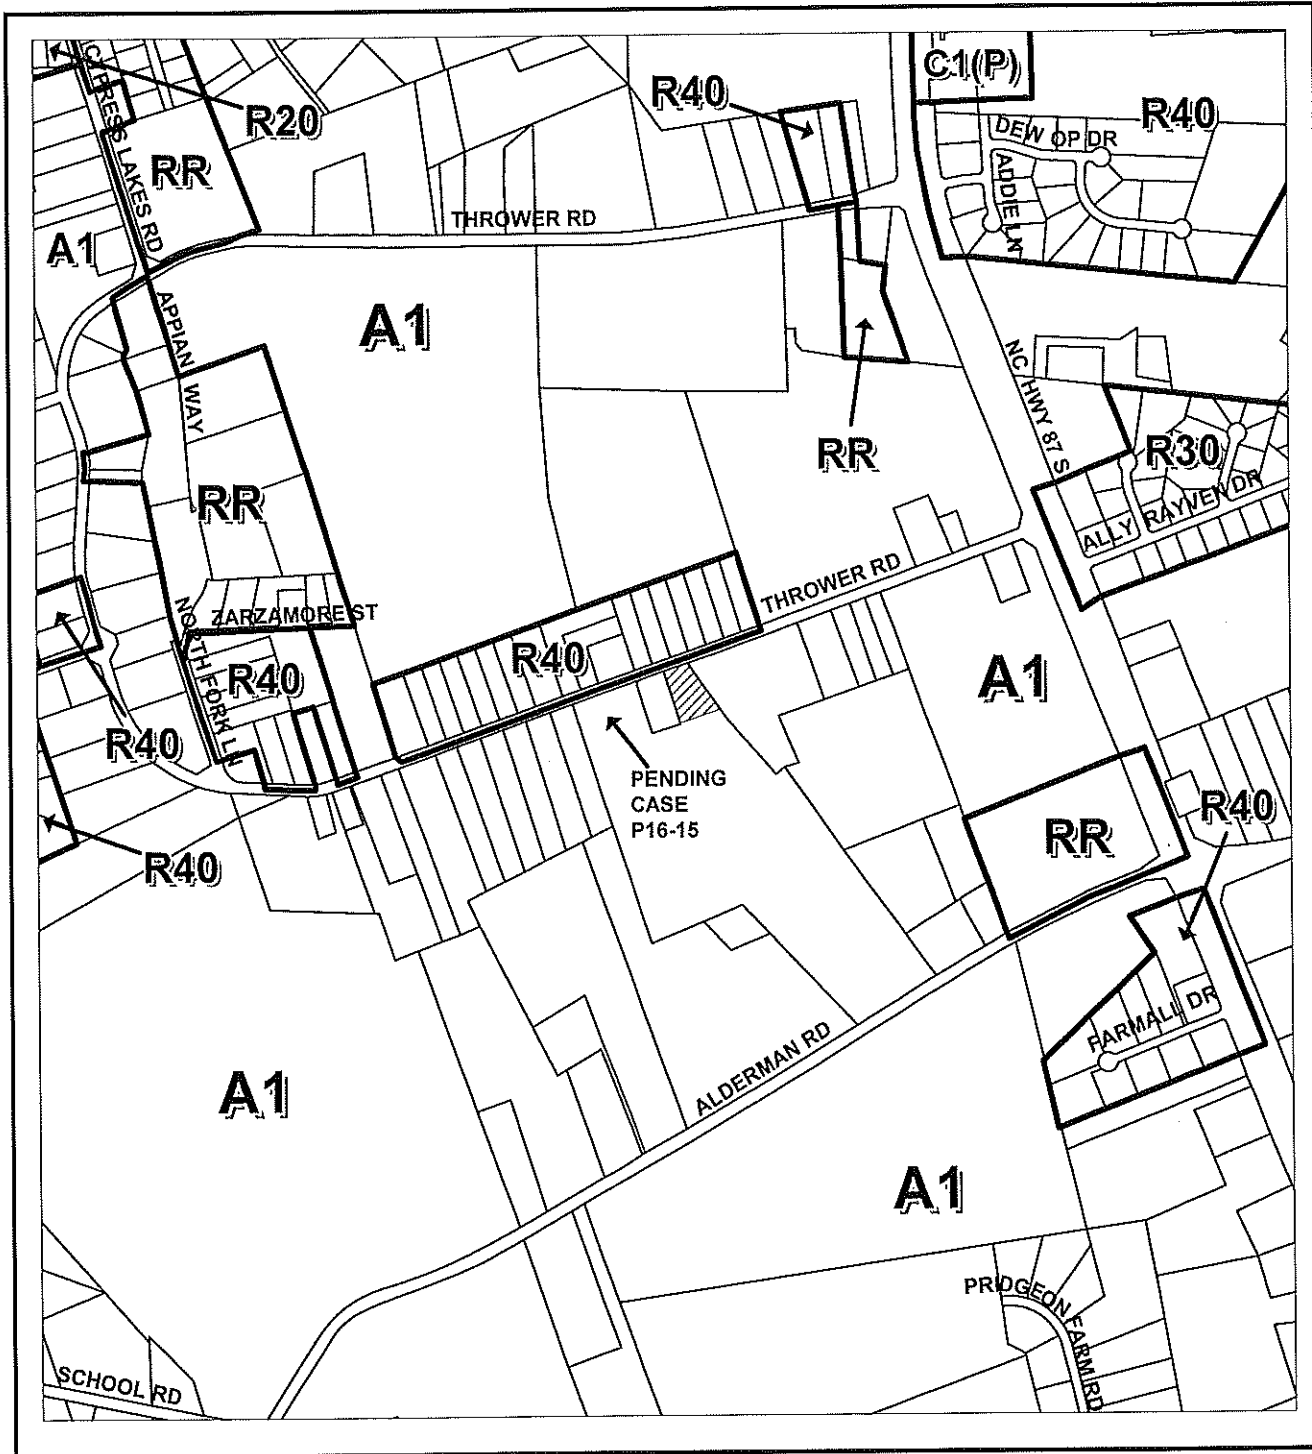 C1(P)
R40
R40
R20
CYPRESS LAKES RD
DEW OP DR
ADDIE LN
RR
THROWER RD
A1
A1
APPIAN WAY
NC HWY 87 S
RR
R30
ALLY RAYVEN DR
RR
THROWER RD
ZARZAMORE ST
NORTH FORK LN
R40
R40
A1
R40
PENDING
CASE
P16-15
R40
RR
R40
FARMALL DR
ALDERMAN RD
A1
A1
PRIDGEON FARM RD
SCHOOL RD